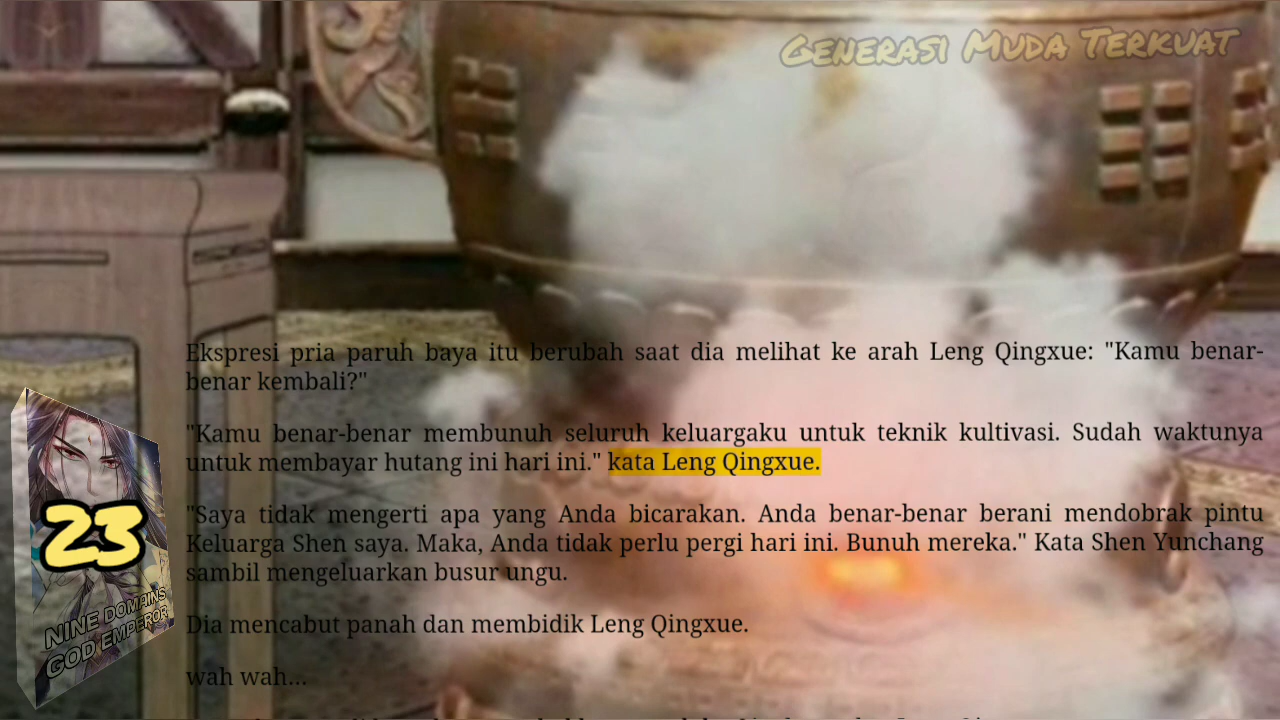 Generasi Muda Terkuat
Ekspresi pria paruh baya itu berubah saat dia melihat ke arah Leng Qingxue: "Kamu benar-
benar kembali?"
"Kamu benar-benar membunuh seluruh keluargaku untuk teknik kultivasi. Sudah waktunya
untuk membayar hutang ini hari ini." kata Leng Qingxue.
"Saya tidak mengerti apa yang Anda bicarakan. Anda benar-benar berani mendobrak pintu
Keluarga Shen saya. Maka, Anda tidak perlu pergi hari ini. Bunuh mereka." Kata Shen Yunchang
sambil mengeluarkan busur ungu.
Dia mencabut panah dan membidik Leng Qingxue.
wah wah...
23
NINE DOMAINS
GOD EMPEROR